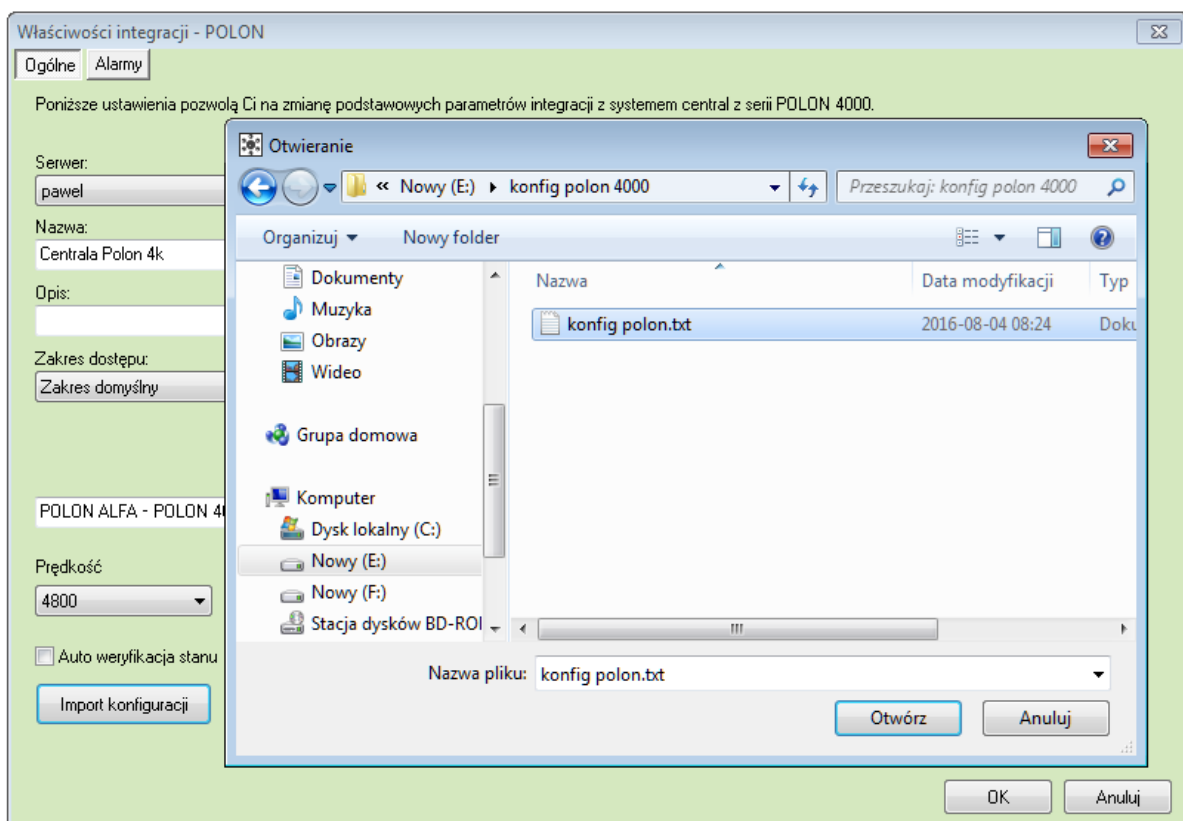 Właściwości integracji - POLON
Ogólne Alarmy
Poniższe ustawienia pozwolą Ci na zmianę podstawowych parametrów integracji z systemem central z serii POLON 4000.
Serwer:
pawel
Nazwa:
Centrala Polon 4k
Opis:
Zakres dostępu:
Zakres domyślny
POLON ALFA - POLON
Prędkość
4800
Auto weryfikacja stanu
Import konfiguracji
Otwieranie
« Nowy (E:) konfig polon 4000
Przeszukaj: konfig polon 4000
Organizuj Nowy folder
Dokumenty
Muzyka
Obrazy
Wideo
Grupa domowa
Komputer
Dysk lokalny (C:)
Nowy (E:)
Nowy (F:)
Stacja dysków
Nazwa Data modyfikacji Typ
konfig polon.txt 2016-08-04 08:24
Nazwa pliku: konfig polon.txt
Otwórz Anuluj
OK Anuluj